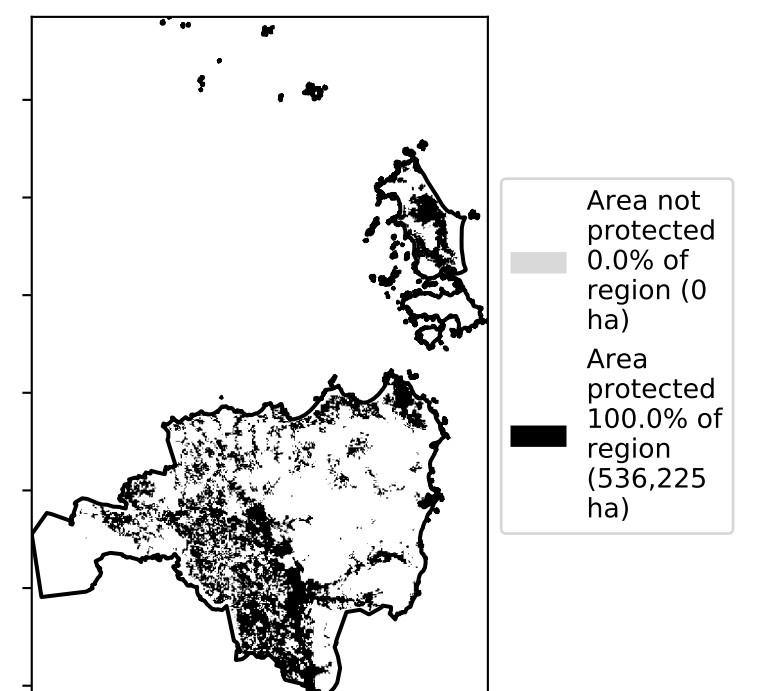 Area not
protected
0.0% of
region (0
ha)
Area
protected
100.0% of
region
(536,225
ha)